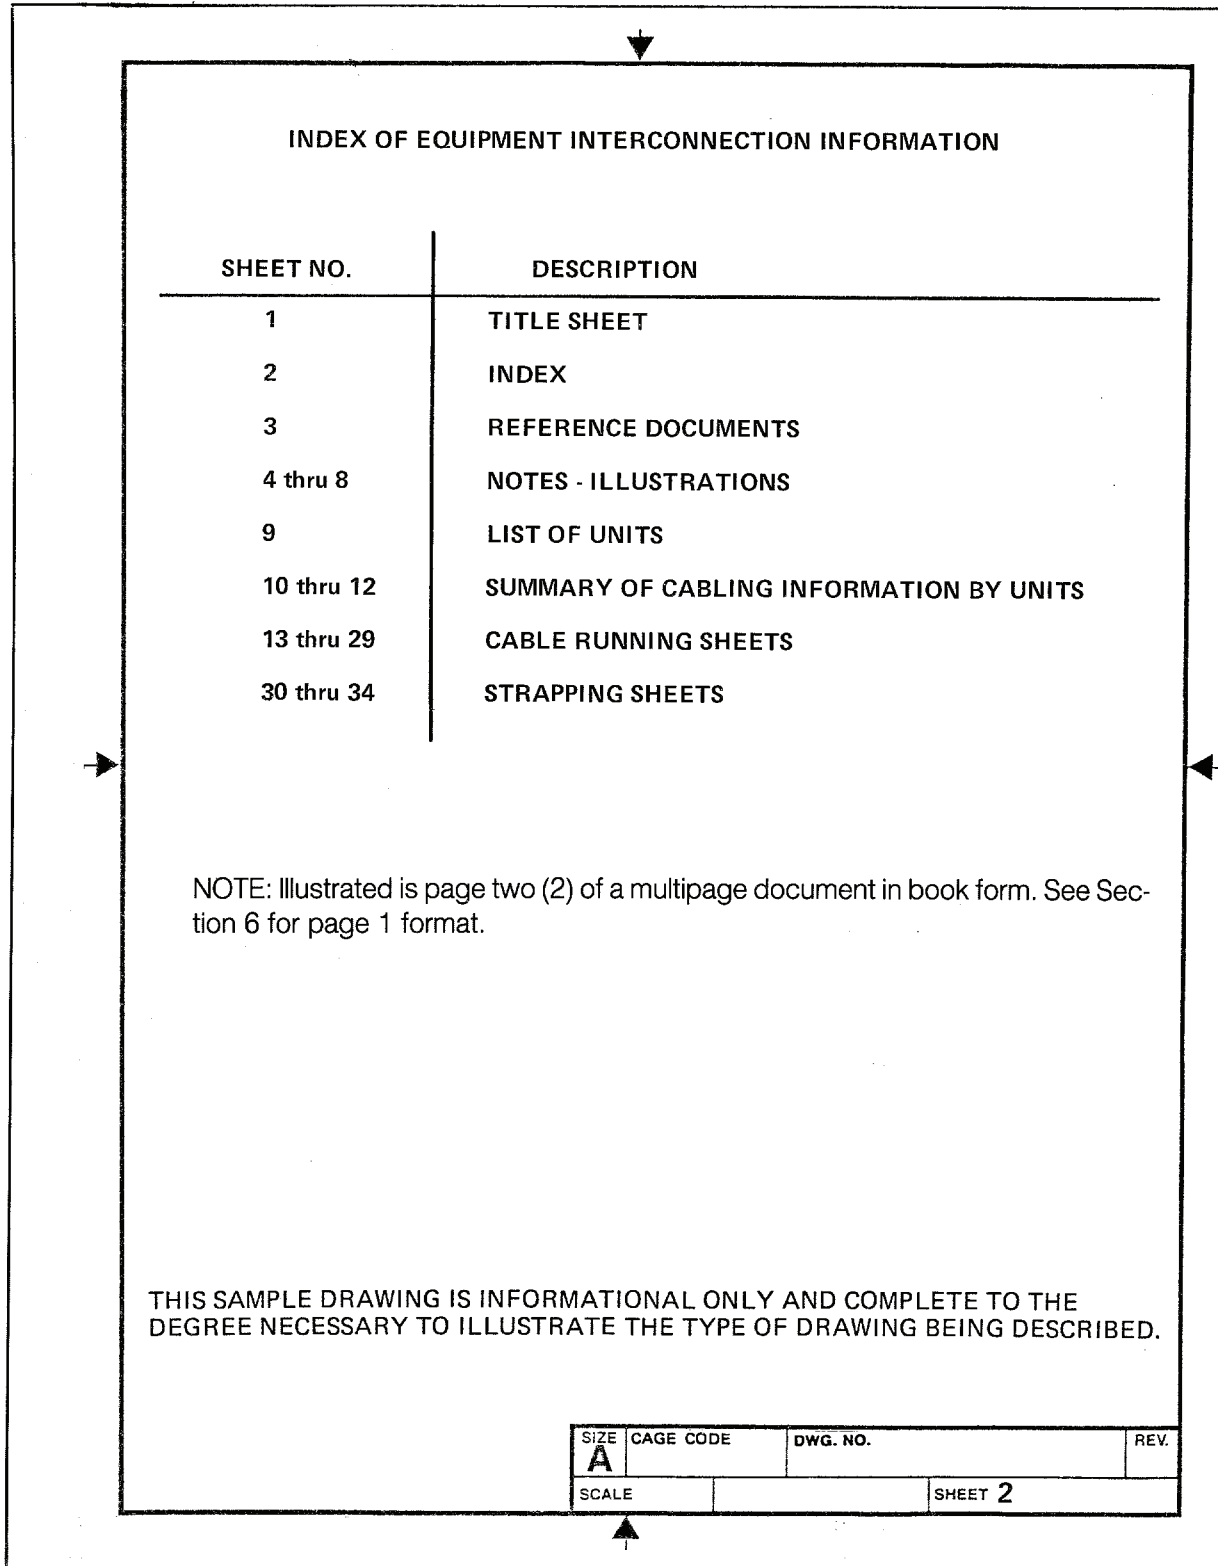 INDEX OF EQUIPMENT INTERCONNECTION INFORMATION
SHEET NO. DESCRIPTION
1 TITLE SHEET
2 INDEX
3 REFERENCE DOCUMENTS
4 thru 8 NOTES - ILLUSTRATIONS
9 LIST OF UNITS
10 thru 12 SUMMARY OF CABLING INFORMATION BY UNITS
13 thru 29 CABLE RUNNING SHEETS
30 thru 34 STRAPPING SHEETS
NOTE: Illustrated is page two (2) of a multipage document in book form. See Sec-
tion 6 for page 1 format.
THIS SAMPLE DRAWING IS INFORMATIONAL ONLY AND COMPLETE TO THE
DEGREE NECESSARY TO ILLUSTRATE THE TYPE OF DRAWING BEING DESCRIBED.
SIZE CAGE CODE DWG. NO. REV.
A
SCALE SHEET 2